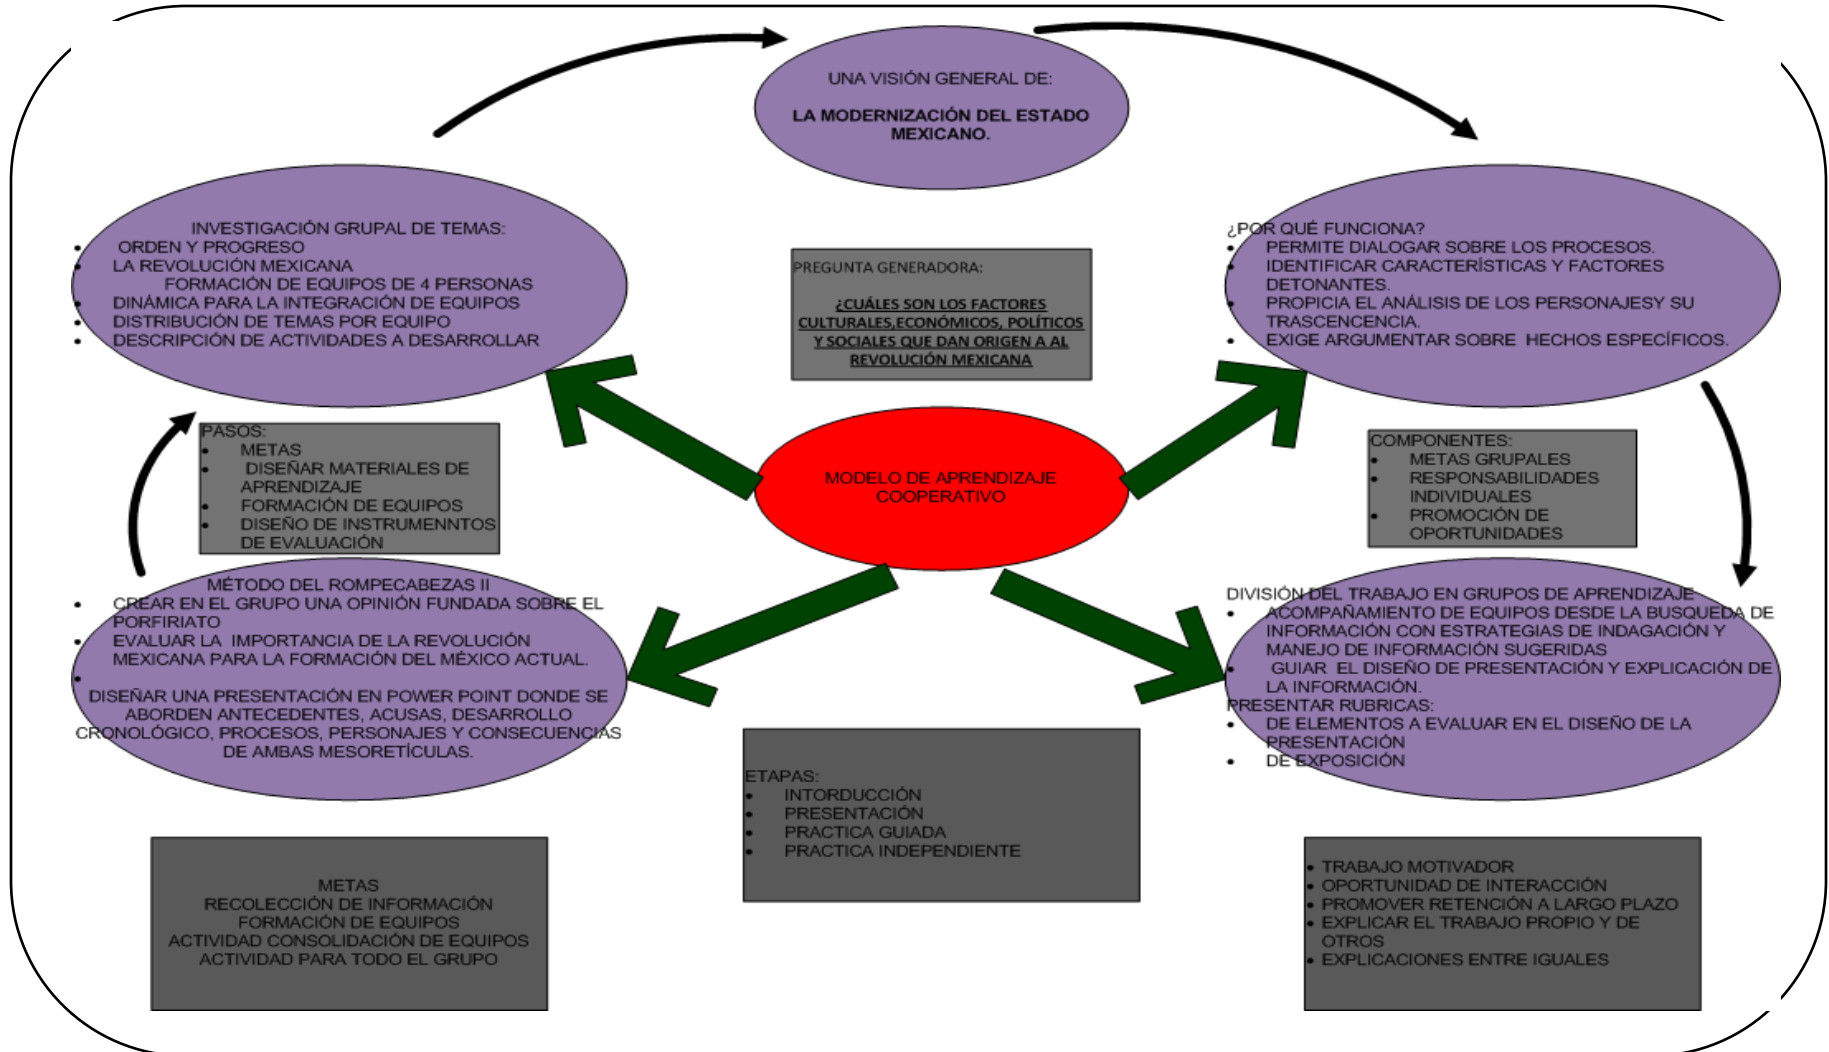 UNA VISIÓN GENERAL DE:
LA MODERNIZACIÓN DEL ESTADO
MEXICANO.
INVESTIGACIÓN GRUPAL DE TEMAS:
• ORDEN Y PROGRESO
• LA REVOLUCIÓN MEXICANA
FORMACIÓN DE EQUIPOS DE 4 PERSONAS
• DINÁMICA PARA LA INTEGRACIÓN DE EQUIPOS
• DISTRIBUCIÓN DE TEMAS POR EQUIPO
• DESCRIPCIÓN DE ACTIVIDADES A DESARROLLAR
PREGUNTA GENERADORA:
¿CUÁLES SON LOS FACTORES
CULTURALES,ECONÓMICOS, POLÍTICOS
Y SOCIALES QUE DAN ORIGEN A AL
REVOLUCIÓN MEXICANA
¿POR QUÉ FUNCIONA?
• PERMITE DIALOGAR SOBRE LOS PROCESOS.
• IDENTIFICAR CARACTERÍSTICAS Y FACTORES
DETONANTES.
• PROPICIA EL ANÁLISIS DE LOS PERSONAJESY SU
TRASCENCENCIA.
• EXIGE ARGUMENTAR SOBRE HECHOS ESPECÍFICOS.
PASOS:
• METAS
• DISEÑAR MATERIALES DE
APRENDIZAJE
• FORMACIÓN DE EQUIPOS
• DISEÑO DE INSTRUMENNTOS
DE EVALUACIÓN
MODELO DE APRENDIZAJE
COOPERATIVO
COMPONENTES:
• METAS GRUPALES
• RESPONSABILIDADES
INDIVIDUALES
• PROMOCIÓN DE
OPORTUNIDADES
MÉTODO DEL ROMPECABEZAS II
• CREAR EN EL GRUPO UNA OPINIÓN FUNDADA SOBRE EL
PORFIRIATO
• EVALUAR LA IMPORTANCIA DE LA REVOLUCIÓN
MEXICANA PARA LA FORMACIÓN DEL MÉXICO ACTUAL.
•
DISEÑAR UNA PRESENTACIÓN EN POWER POINT DONDE SE
ABORDEN ANTECEDENTES, ACUSAS, DESARROLLO
CRONOLÓGICO, PROCESOS, PERSONAJES Y CONSECUENCIAS
DE AMBAS MESORETÍCULAS.
DIVISIÓN DEL TRABAJO EN GRUPOS DE APRENDIZAJE
• ACOMPAÑAMIENTO DE EQUIPOS DESDE LA BUSQUEDA DE
INFORMACIÓN CON ESTRATEGIAS DE INDAGACIÓN Y
MANEJO DE INFORMACIÓN SUGERIDAS
• GUIAR EL DISEÑO DE PRESENTACIÓN Y EXPLICACIÓN DE
LA INFORMACIÓN.
PRESENTAR RUBRICAS:
• DE ELEMENTOS A EVALUAR EN EL DISEÑO DE LA
PRESENTACIÓN
• DE EXPOSICIÓN
ETAPAS:
• INTORDUCCIÓN
• PRESENTACIÓN
• PRACTICA GUIADA
• PRACTICA INDEPENDIENTE
METAS
RECOLECCIÓN DE INFORMACIÓN
FORMACIÓN DE EQUIPOS
ACTIVIDAD CONSOLIDACIÓN DE EQUIPOS
ACTIVIDAD PARA TODO EL GRUPO
• TRABAJO MOTIVADOR
• OPORTUNIDAD DE INTERACCIÓN
• PROMOVER RETENCIÓN A LARGO PLAZO
• EXPLICAR EL TRABAJO PROPIO Y DE
OTROS
• EXPLICACIONES ENTRE IGUALES